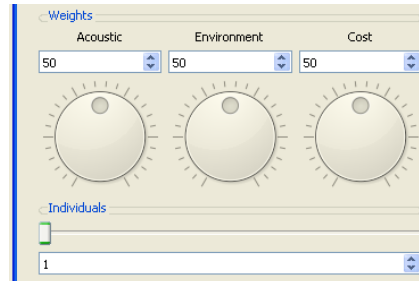 Weights
Acoustic Environment Cost
50 50 50
Individuals
1